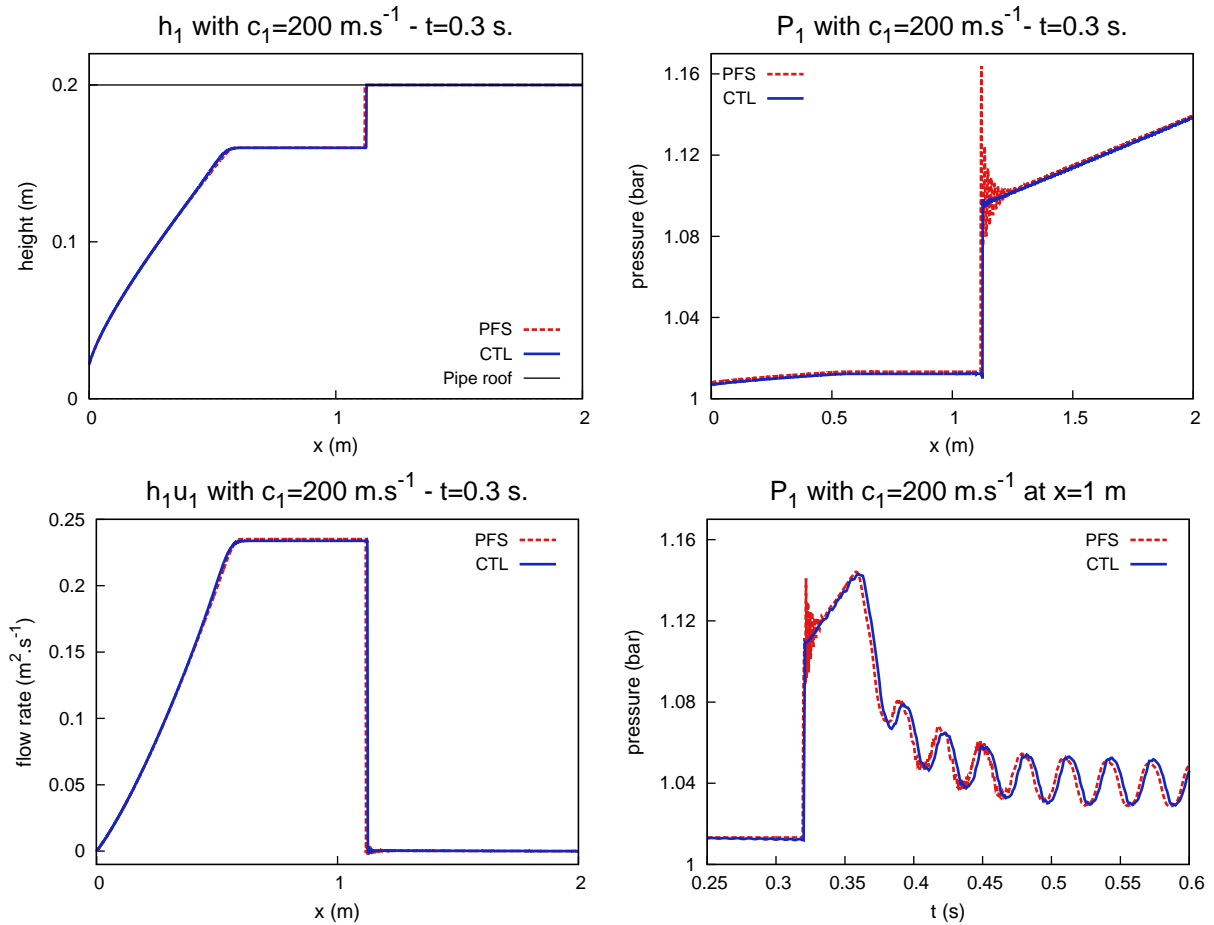 h₁ with c₁=200 m.s⁻¹ - t=0.3 s.
height (m)
0.2
0.1
0
PFS
CTL
Pipe roof
0
1
2
x (m)
P₁ with c₁=200 m.s⁻¹ - t=0.3 s.
pressure (bar)
1.16
1.12
1.08
1.04
1
PFS
CTL
0
0.5
1
1.5
2
x (m)
h₁u₁ with c₁=200 m.s⁻¹ - t=0.3 s.
flow rate (m².s⁻¹)
0.25
0.2
0.15
0.1
0.05
0
PFS
CTL
0
1
2
x (m)
P₁ with c₁=200 m.s⁻¹ at x=1 m
pressure (bar)
1.16
1.12
1.08
1.04
1
PFS
CTL
0.25
0.3
0.35
0.4
0.45
0.5
0.55
0.6
t (s)